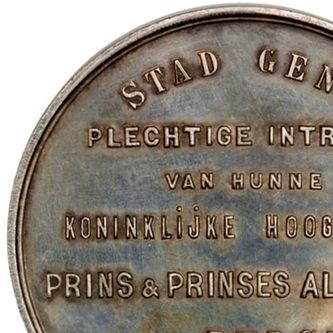 STAD GEN
PLECHTIGE INTR
VAN HUNNE
KONINKLIJKE HOOG
PRINS & PRINSES AL